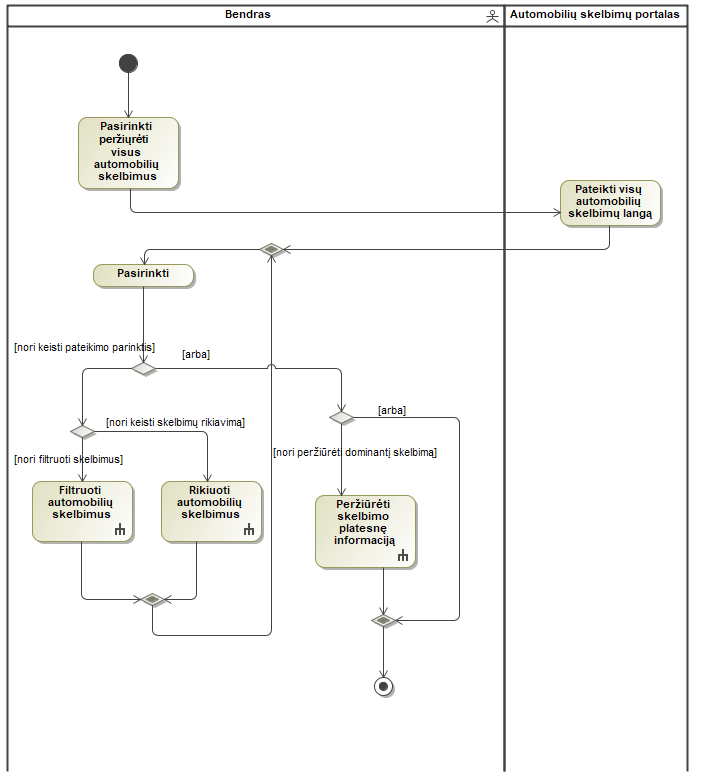 Bendras
Automobilių skelbimų portalas
Pasirinkti
peržiųrėti
visus
automobilių
skelbimus
Pateikti visų
automobilių
skelbimų langą
Pasirinkti
[nori keisti pateikimo parinktis]
[arba]
[arba]
[nori keisti skelbimų rikiavimą]
[nori filtruoti skelbimus]
[nori peržiūrėti dominantį skelbimą]
Filtruoti
automobilių
skelbimus
Rikiuoti
automobilių
skelbimus
Peržiūrėti
skelbimo
platesnę
informaciją